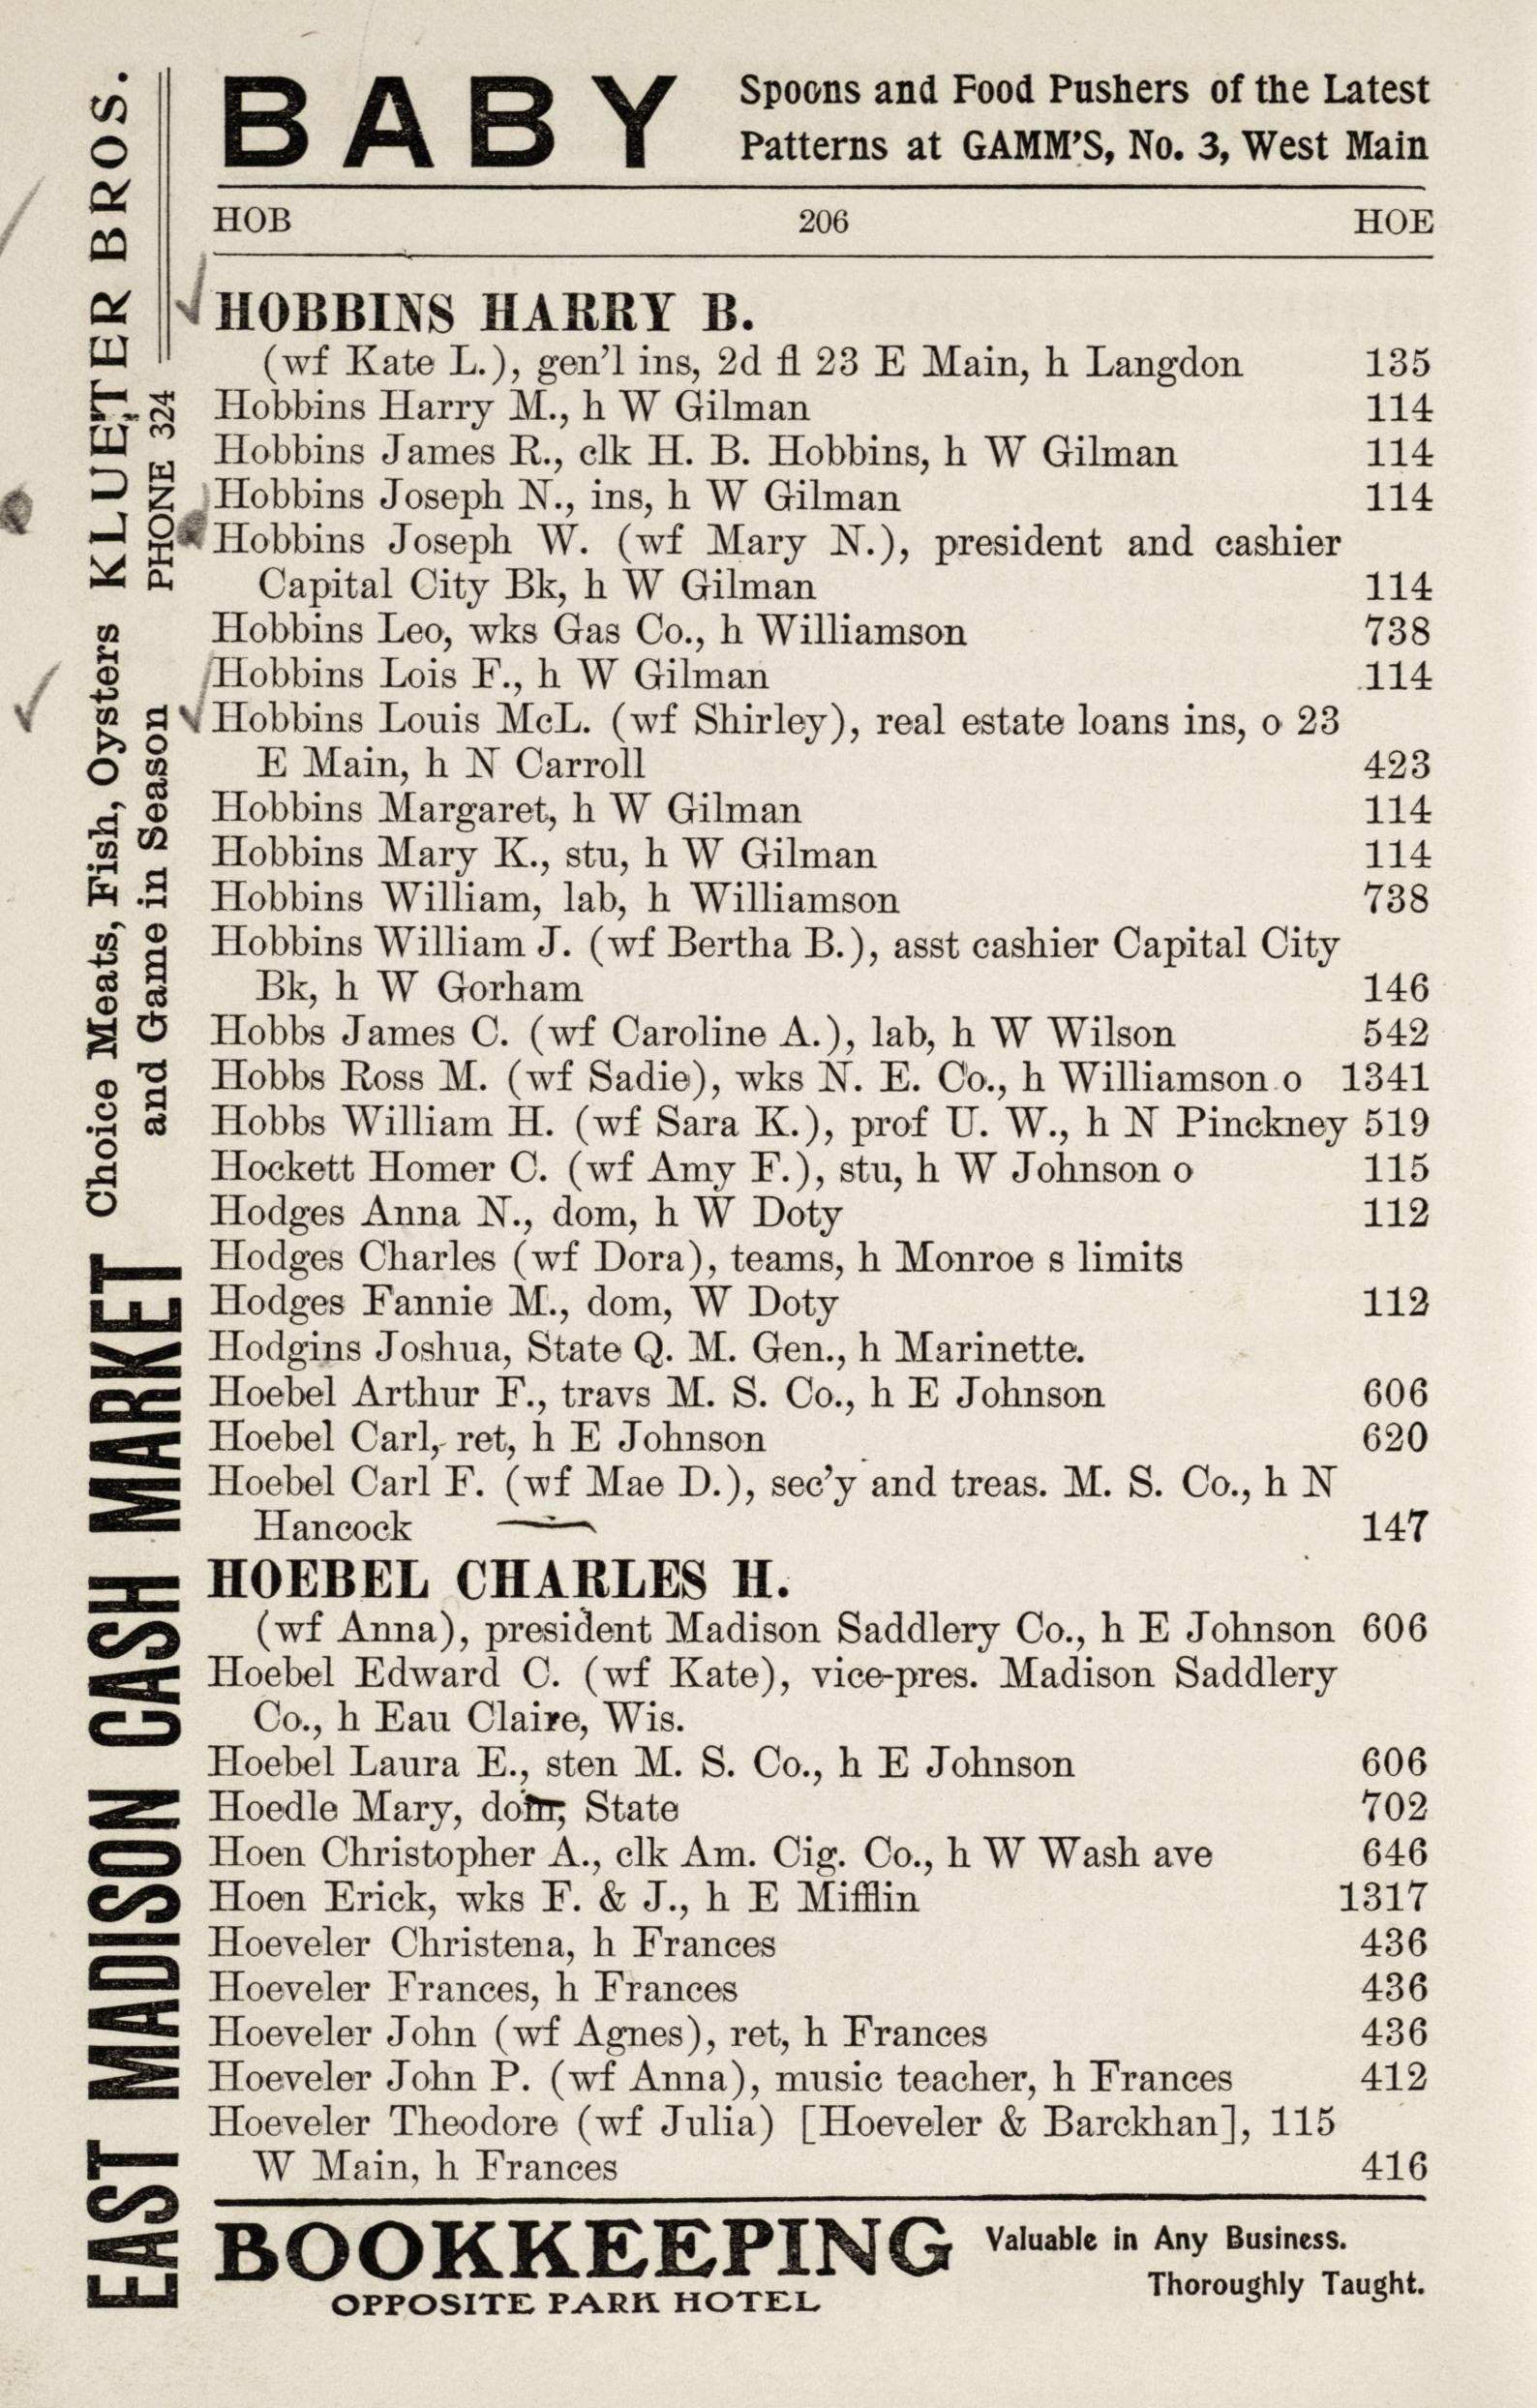 BABY Spoons and Food Pushers of the Latest
Patterns at GAMM'S, No. 3, West Main
HOB 206 HOE
HOBBINS HARRY B.
(wf Kate L.), gen'l ins, 2d fl 23 E Main, h Langdon 135
Hobbins Harry M., h W Gilman 114
Hobbins James R., clk H. B. Hobbins, h W Gilman 114
Hobbins Joseph N., ins, h W Gilman 114
Hobbins Joseph W. (wf Mary N.), president and cashier
Capital City Bk, h W Gilman 114
Hobbins Leo, wks Gas Co., h Williamson 738
Hobbins Lois F., h W Gilman 114
Hobbins Louis McL. (wf Shirley), real estate loans ins, o 23
E Main, h N Carroll 423
Hobbins Margaret, h W Gilman 114
Hobbins Mary K., stu, h W Gilman 114
Hobbins William, lab, h Williamson 738
Hobbins William J. (wf Bertha B.), asst cashier Capital City
Bk, h W Gorham 146
Hobbs James C. (wf Caroline A.), lab, h W Wilson 542
Hobbs Ross M. (wf Sadie), wks N. E. Co., h Williamson o 1341
Hobbs William H. (wf Sara K.), prof U. W., h N Pinckney 519
Hockett Homer C. (wf Amy F.), stu, h W Johnson o 115
Hodges Anna N., dom, h W Doty 112
Hodges Charles (wf Dora), teams, h Monroe s limits
Hodges Fannie M., dom, W Doty 112
Hodgins Joshua, State Q. M. Gen., h Marinette.
Hoebel Arthur F., travs M. S. Co., h E Johnson 606
Hoebel Carl, ret, h E Johnson 620
Hoebel Carl F. (wf Mae D.), sec'y and treas. M. S. Co., h N
Hancock 147
HOEBEL CHARLES H.
(wf Anna), president Madison Saddlery Co., h E Johnson 606
Hoebel Edward C. (wf Kate), vice-pres. Madison Saddlery
Co., h Eau Claire, Wis.
Hoebel Laura E., sten M. S. Co., h E Johnson 606
Hoedle Mary, dom, State 702
Hoen Christopher A., clk Am. Cig. Co., h W Wash ave 646
Hoen Erick, wks F. & J., h E Mifflin 1317
Hoeveler Christena, h Frances 436
Hoeveler Frances, h Frances 436
Hoeveler John (wf Agnes), ret, h Frances 436
Hoeveler John P. (wf Anna), music teacher, h Frances 412
Hoeveler Theodore (wf Julia) [Hoeveler & Barckhan], 115
W Main, h Frances 416
BOOKKEEPING Valuable in Any Business.
OPPOSITE PARK HOTEL Thoroughly Taught.
EAST MADISON CASH MARKET Choice Meats, Fish, Oysters KLUETER BROS.
and Game in Season PHONE 324